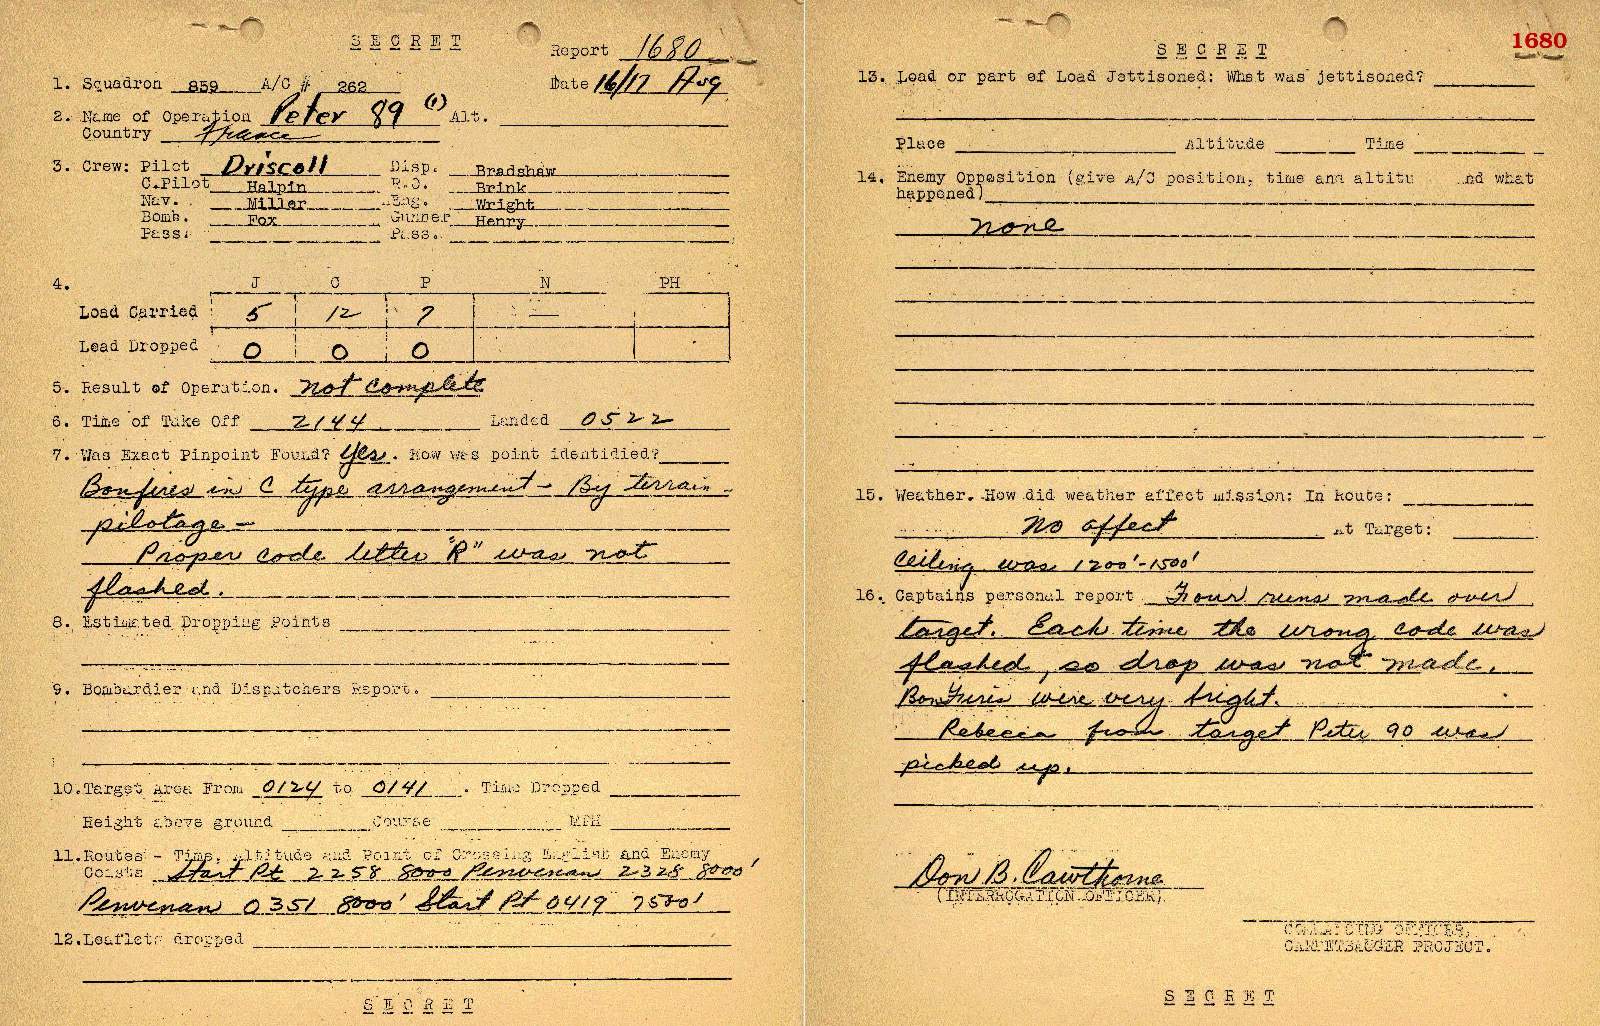 SECRET
Report 1680
1. Squadron 859 A/C # 262 Date 16/17 Aug
2. Name of Operation Peter 89 (1) Alt.
Country France
3. Crew: Pilot Driscoll Disp. Bradshaw
C.Pilot Halpin R.O. Brink
Nav. Miller Eng. Wright
Bomb. Fox Gunner Henry
Pass. Pass.
4. J C P N PH
Load Carried 5 12 7 —
Load Dropped 0 0 0
5. Result of Operation. not complete
6. Time of Take Off 2144 Landed 0522
7. Was Exact Pinpoint Found? Yes. How was point identidied?
Bonfires in C type arrangement - By terrain -
pilotage -
Proper code letter "R" was not
flashed.
8. Estimated Dropping Points
9. Bombardier and Dispatchers Report.
10. Target Area From 0124 to 0141. Time Dropped
Height above ground Course MPH
11. Routes - Time, Altitude and Point of Crossing English and Enemy
Coasts Start Pt 2258 8000 Penvenan 2328 8000'
Penvenan 0351 8000' Start Pt 0419 7500'
12. Leaflets dropped
SECRET
1680
SECRET
13. Load or part of Load Jettisoned: What was jettisoned?
Place Altitude Time
14. Enemy Opposition (give A/C position, time and altitu nd what
happened)
none
15. Weather. How did weather affect mission: In Route:
No affect At Target:
Ceiling was 1200'-1500'
16. Captains personal report Four runs made over
target. Each time the wrong code was
flashed, so drop was not made.
BonFires were very bright.
Rebecca from target Peter 90 was
picked up.
Don B. Cawthorne
(INTERROGATION OFFICER)
COMMANDING OFFICER,
CARPETBAGGER PROJECT.
SECRET